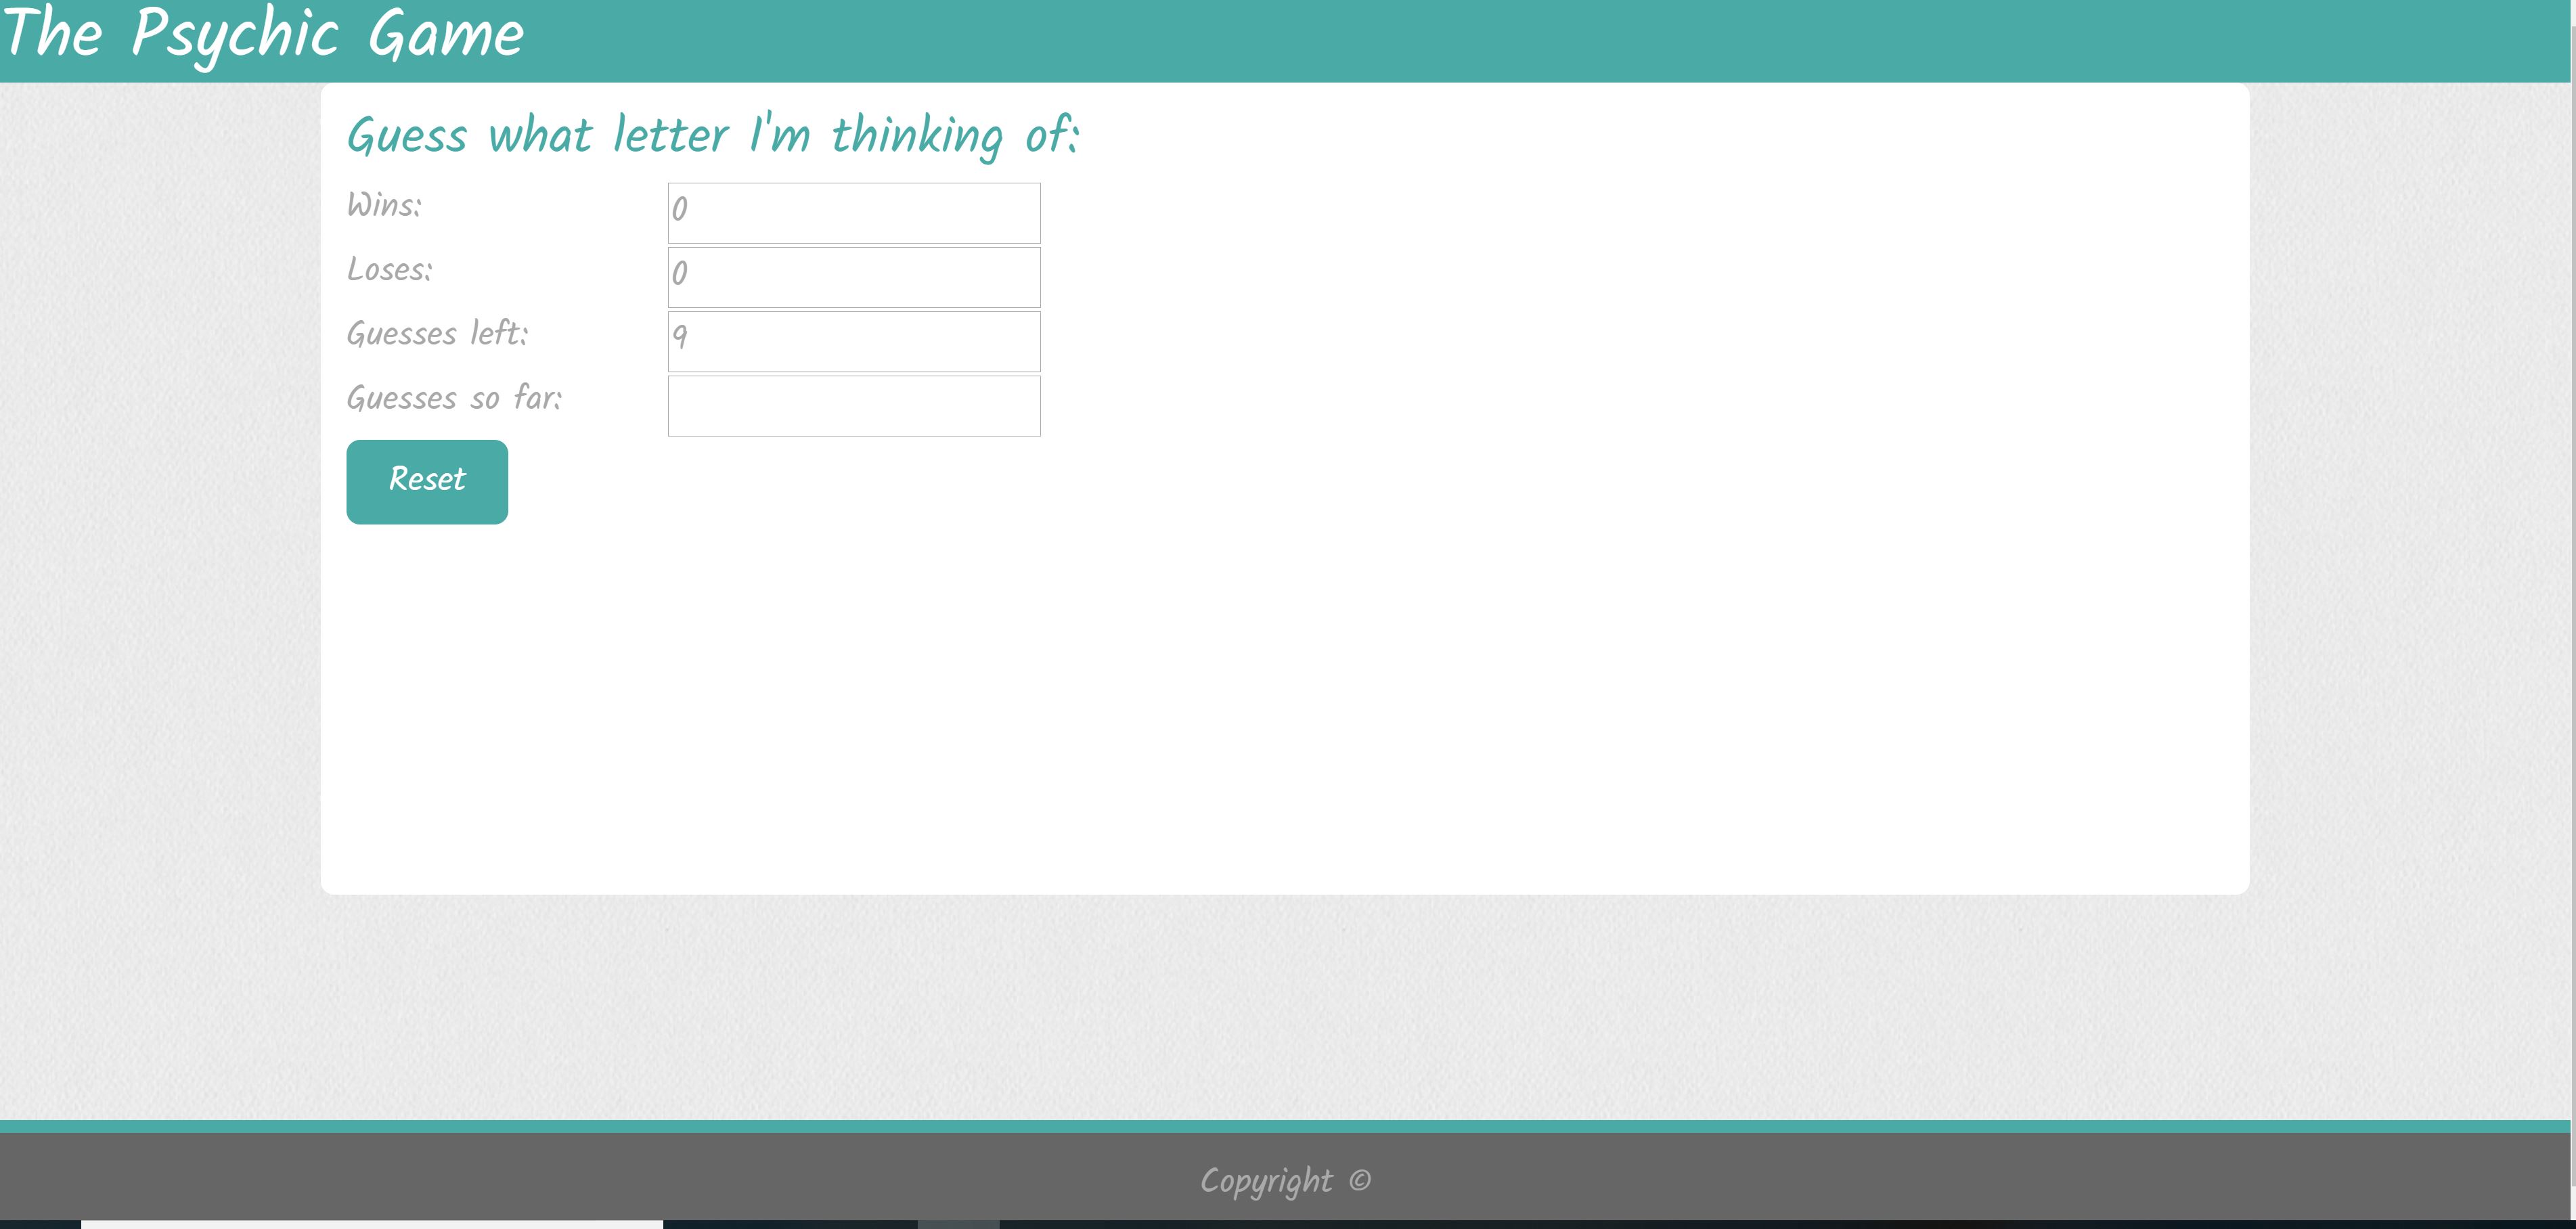 The Psychic Game
Guess what letter I'm thinking of:
Wins: 0
Loses: 0
Guesses left: 9
Guesses so far:
Reset
Copyright ©